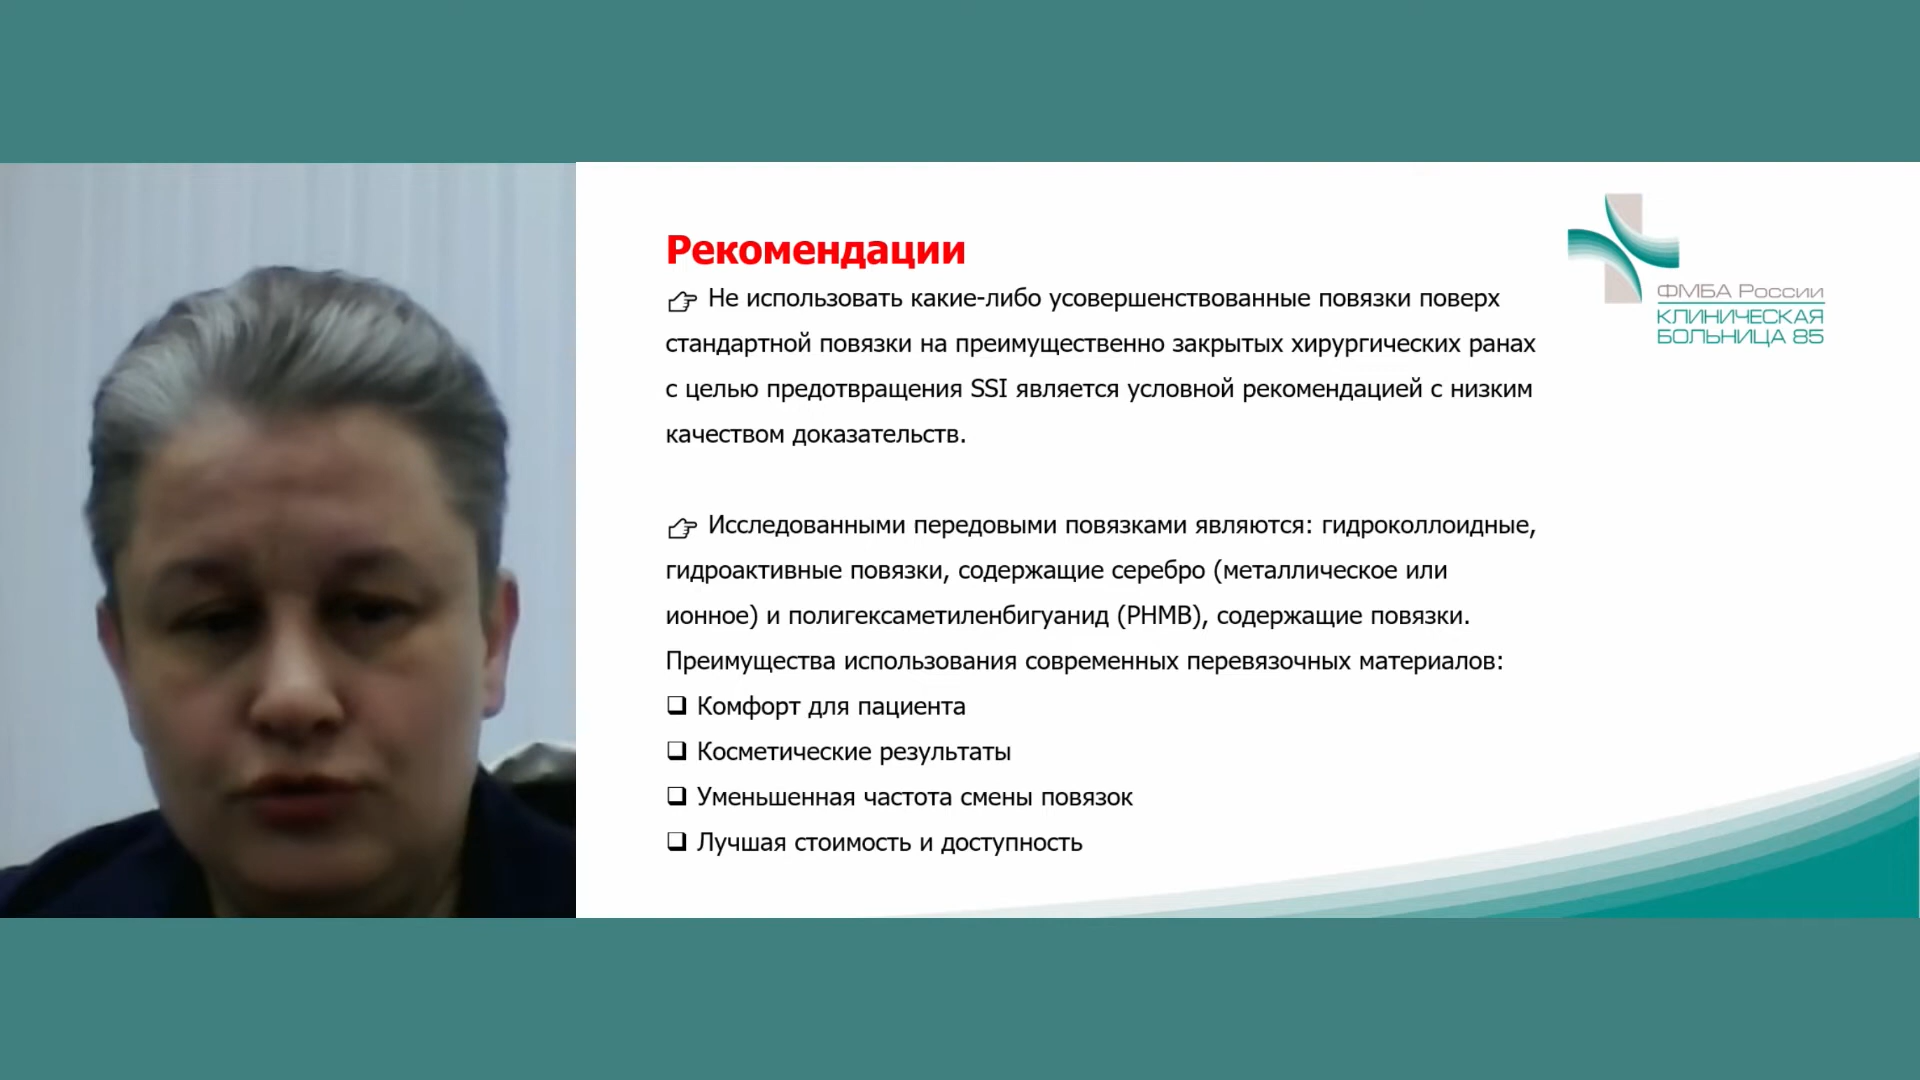 Рекомендации
Не использовать какие-либо усовершенствованные повязки поверх
стандартной повязки на преимущественно закрытых хирургических ранах
с целью предотвращения SSI является условной рекомендацией с низким
качеством доказательств.
Исследованными передовыми повязками являются: гидроколлоидные,
гидроактивные повязки, содержащие серебро (металлическое или
ионное) и полигексаметиленбигуанид (PHMB), содержащие повязки.
Преимущества использования современных перевязочных материалов:
Комфорт для пациента
Косметические результаты
Уменьшенная частота смены повязок
Лучшая стоимость и доступность
ФМБА России
КЛИНИЧЕСКАЯ
БОЛЬНИЦА 85